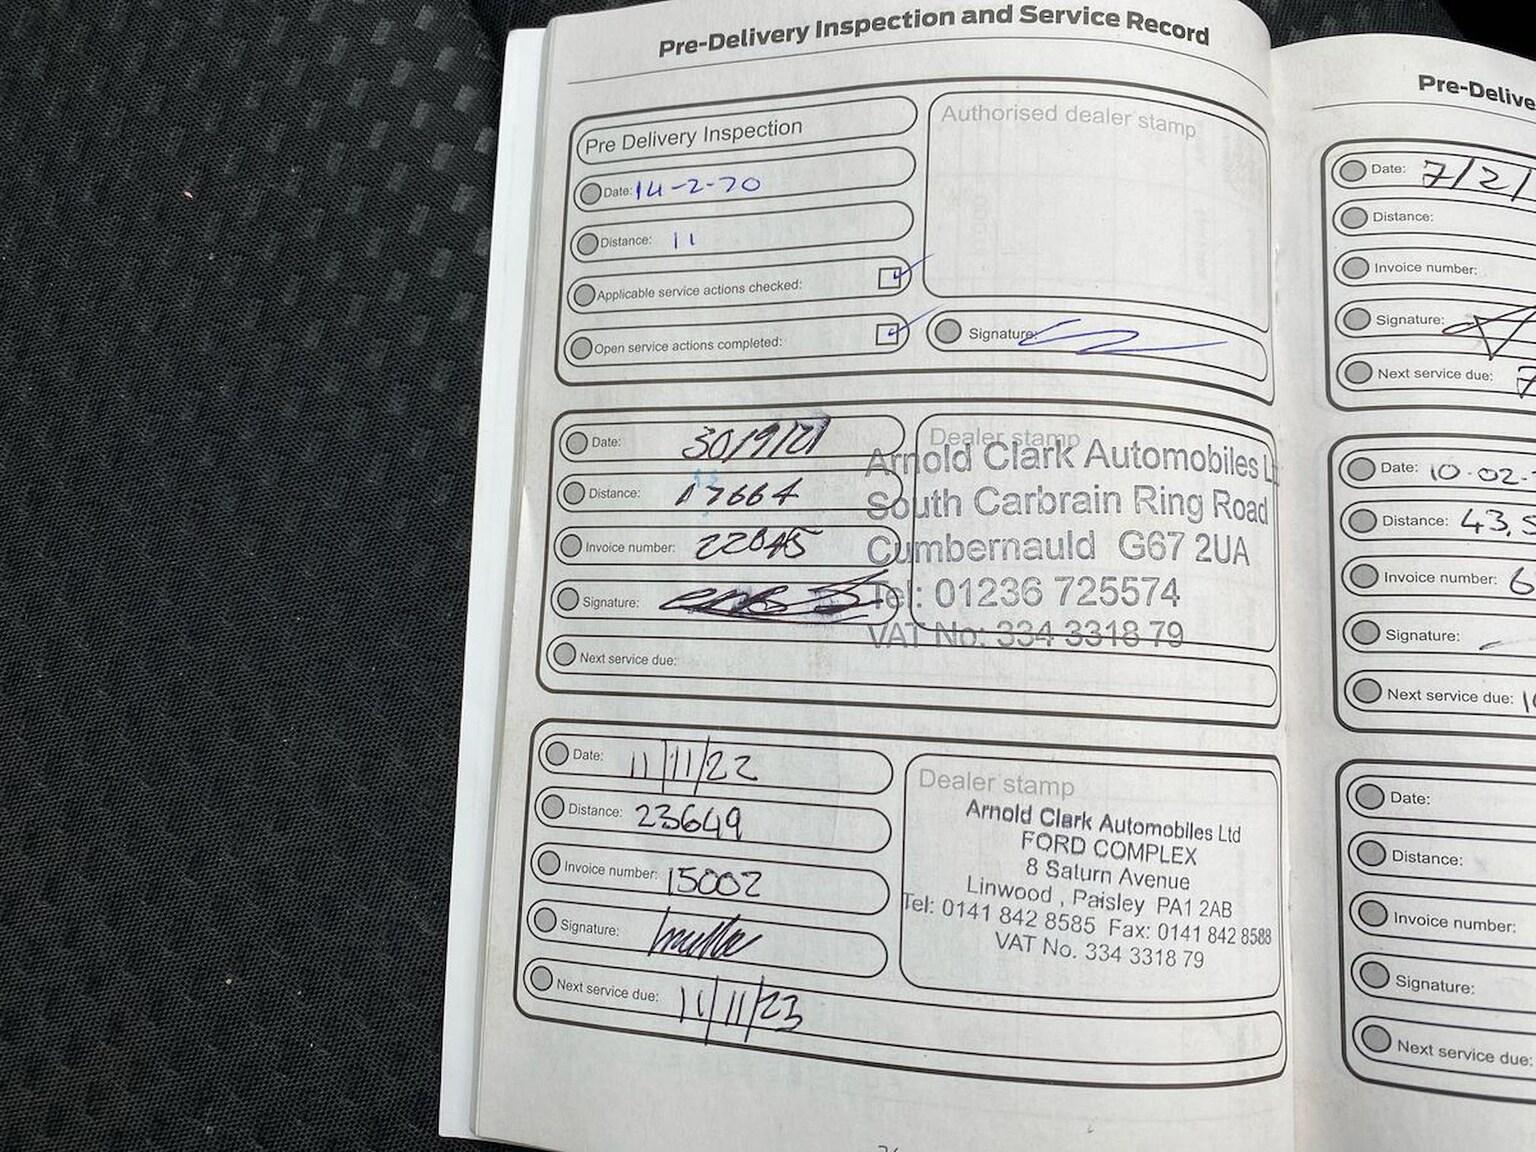 Pre-Delivery Inspection and Service Record
Pre Delivery Inspection
Date: 14-2-20
Distance: 11
Applicable service actions checked:
Open service actions completed:
Authorised dealer stamp
Signature:
Date: 30/9/21
Distance: 17664
Invoice number: 22645
Signature:
Next service due:
Dealer stamp
Arnold Clark Automobiles
South Carbrain Ring Road
Cumbernauld G67 2UA
Tel: 01236 725574
VAT No: 334 3318 79
Date: 11/11/22
Distance: 23649
Invoice number: 15002
Signature:
Next service due: 11/11/23
Dealer stamp
Arnold Clark Automobiles Ltd
FORD COMPLEX
8 Saturn Avenue
Linwood , Paisley PA1 2AB
Tel: 0141 842 8585 Fax: 0141 842 8588
VAT No. 334 3318 79
Date: 7/2/
Distance:
Invoice number:
Signature:
Next service due: 7
Date: 10-02-
Distance: 43,
Invoice number: 6
Signature:
Next service due:
Date:
Distance:
Invoice number:
Signature:
Next service due: